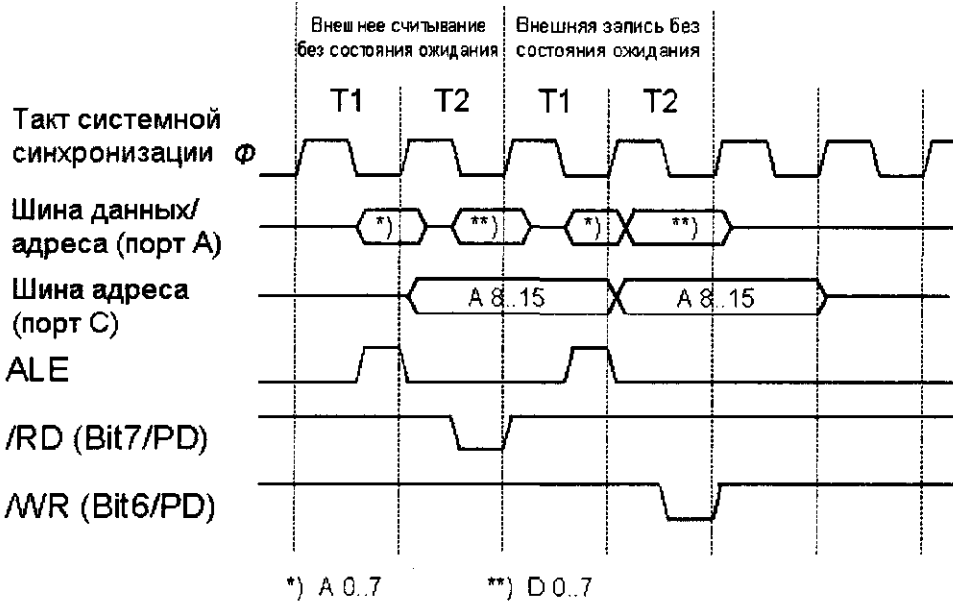 Внешнее считывание
без состояния ожидания
Внешняя запись без
состояния ожидания
T1 T2 T1 T2
Такт системной
синхронизации Ф
Шина данных/
адреса (порт А)
*) **) *) **)
Шина адреса
(порт С)
A 8..15 A 8..15
ALE
/RD (Bit7/PD)
/WR (Bit6/PD)
*) A 0..7 **) D 0..7